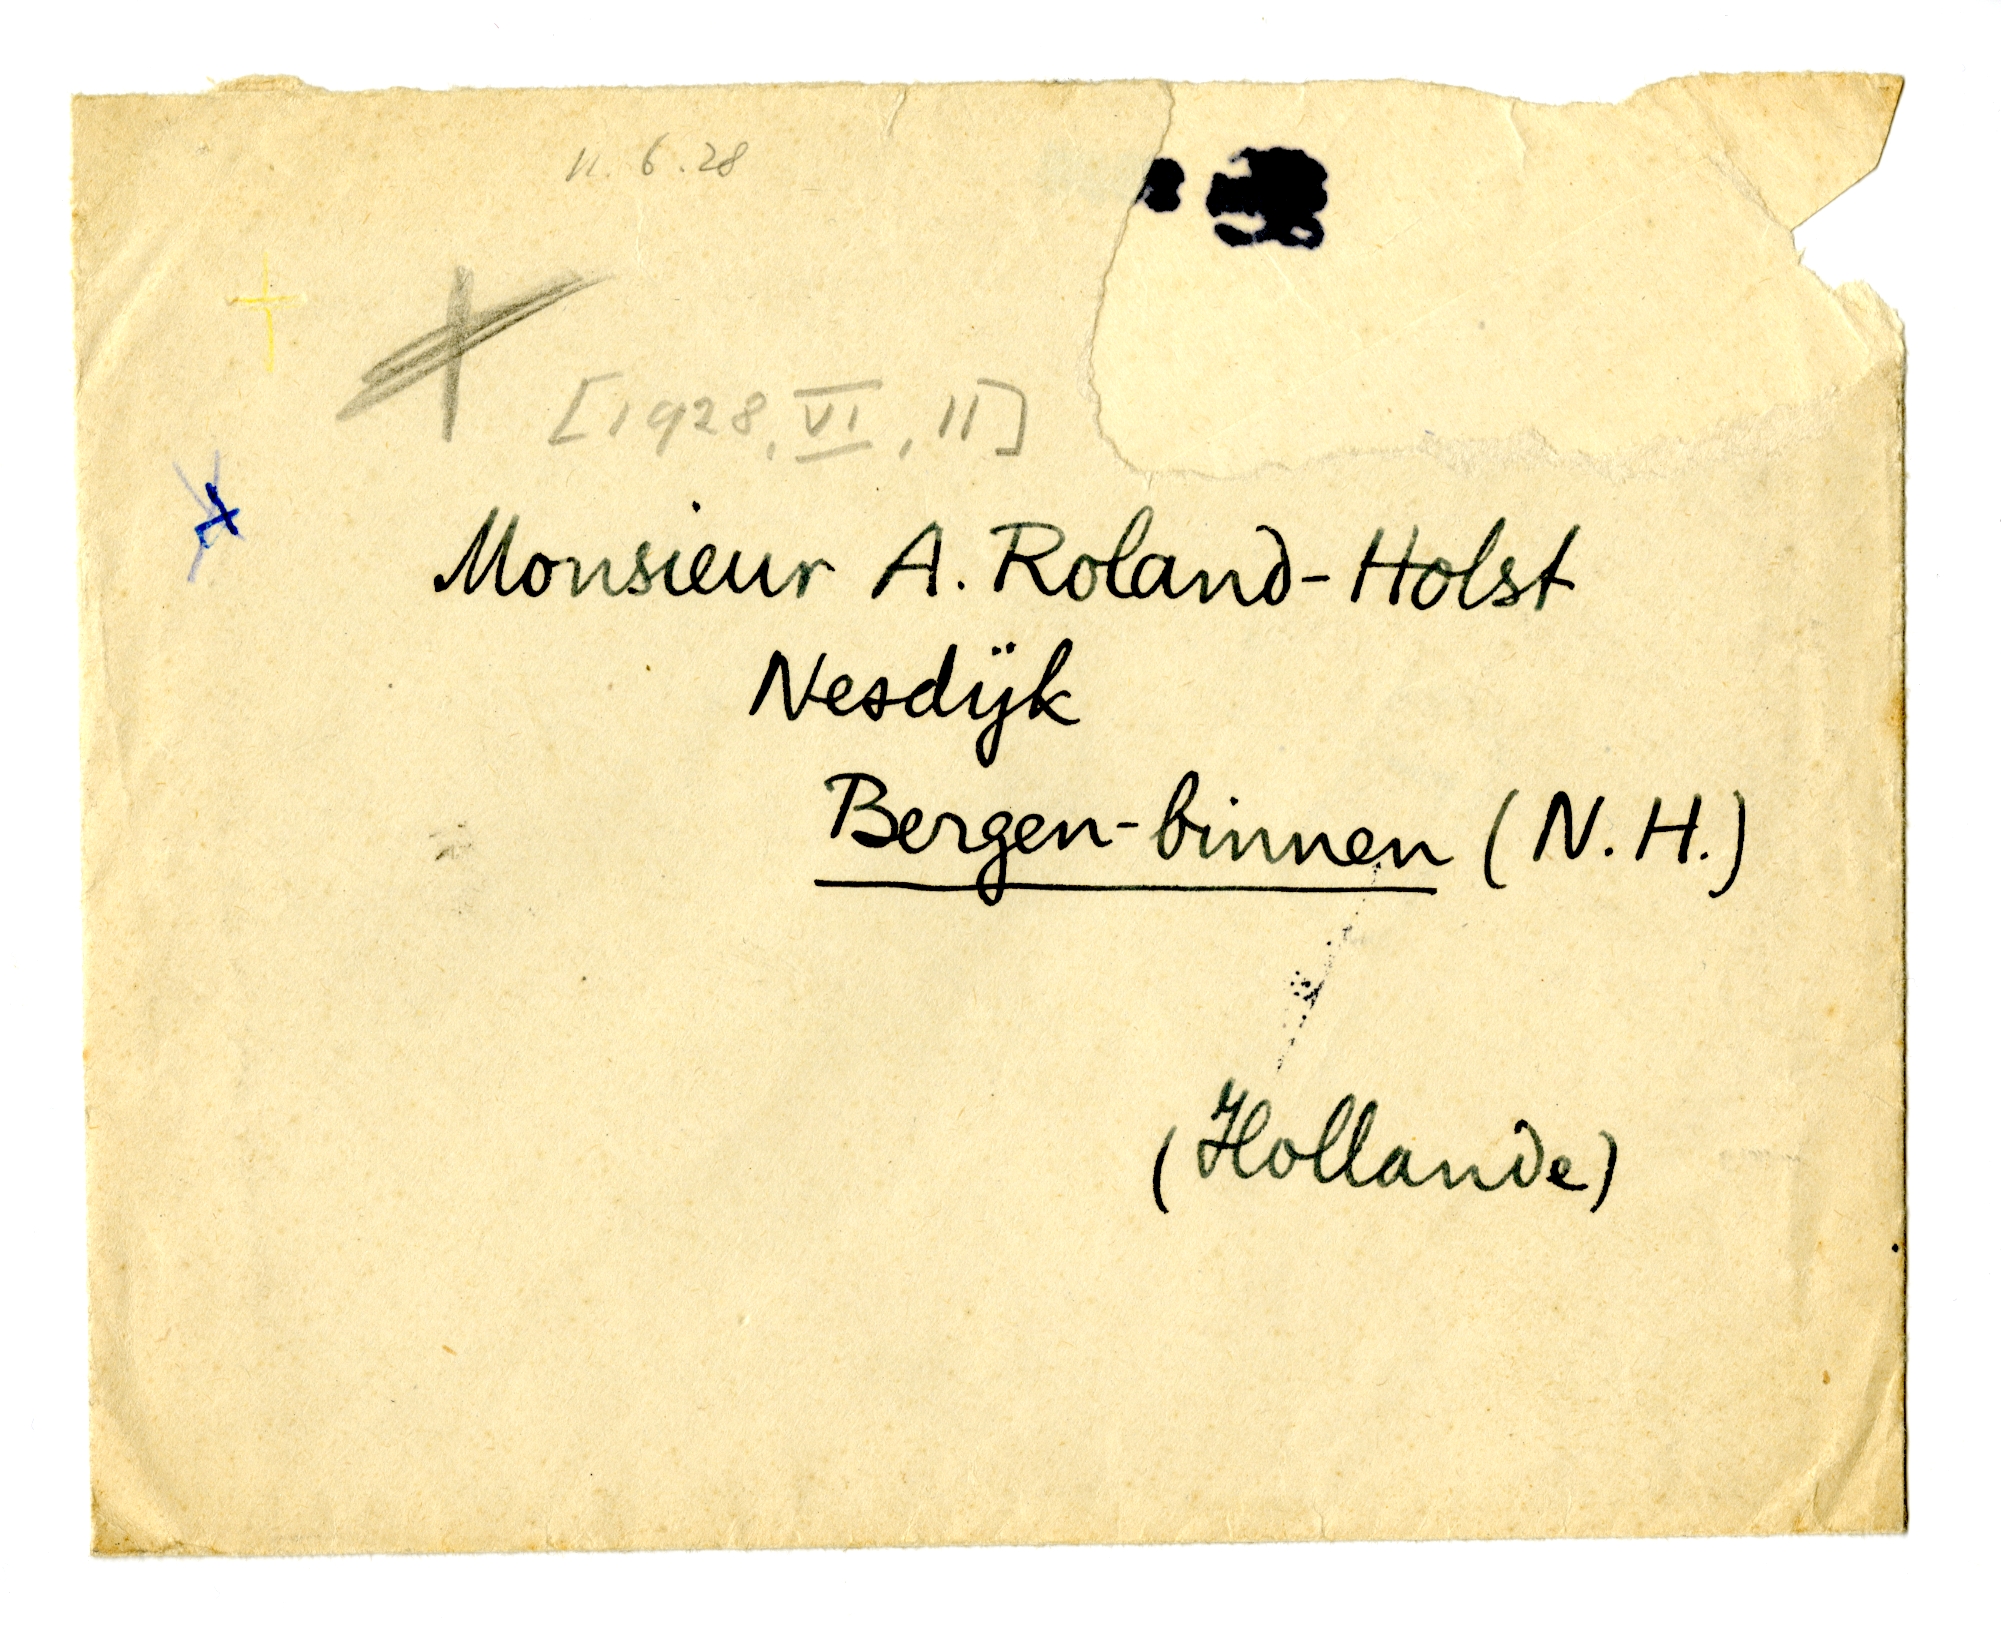 11.6.28
[1928, VI, 11]
Monsieur A. Roland-Holst
Nesdijk
Bergen-binnen (N.H.)
(Hollande)